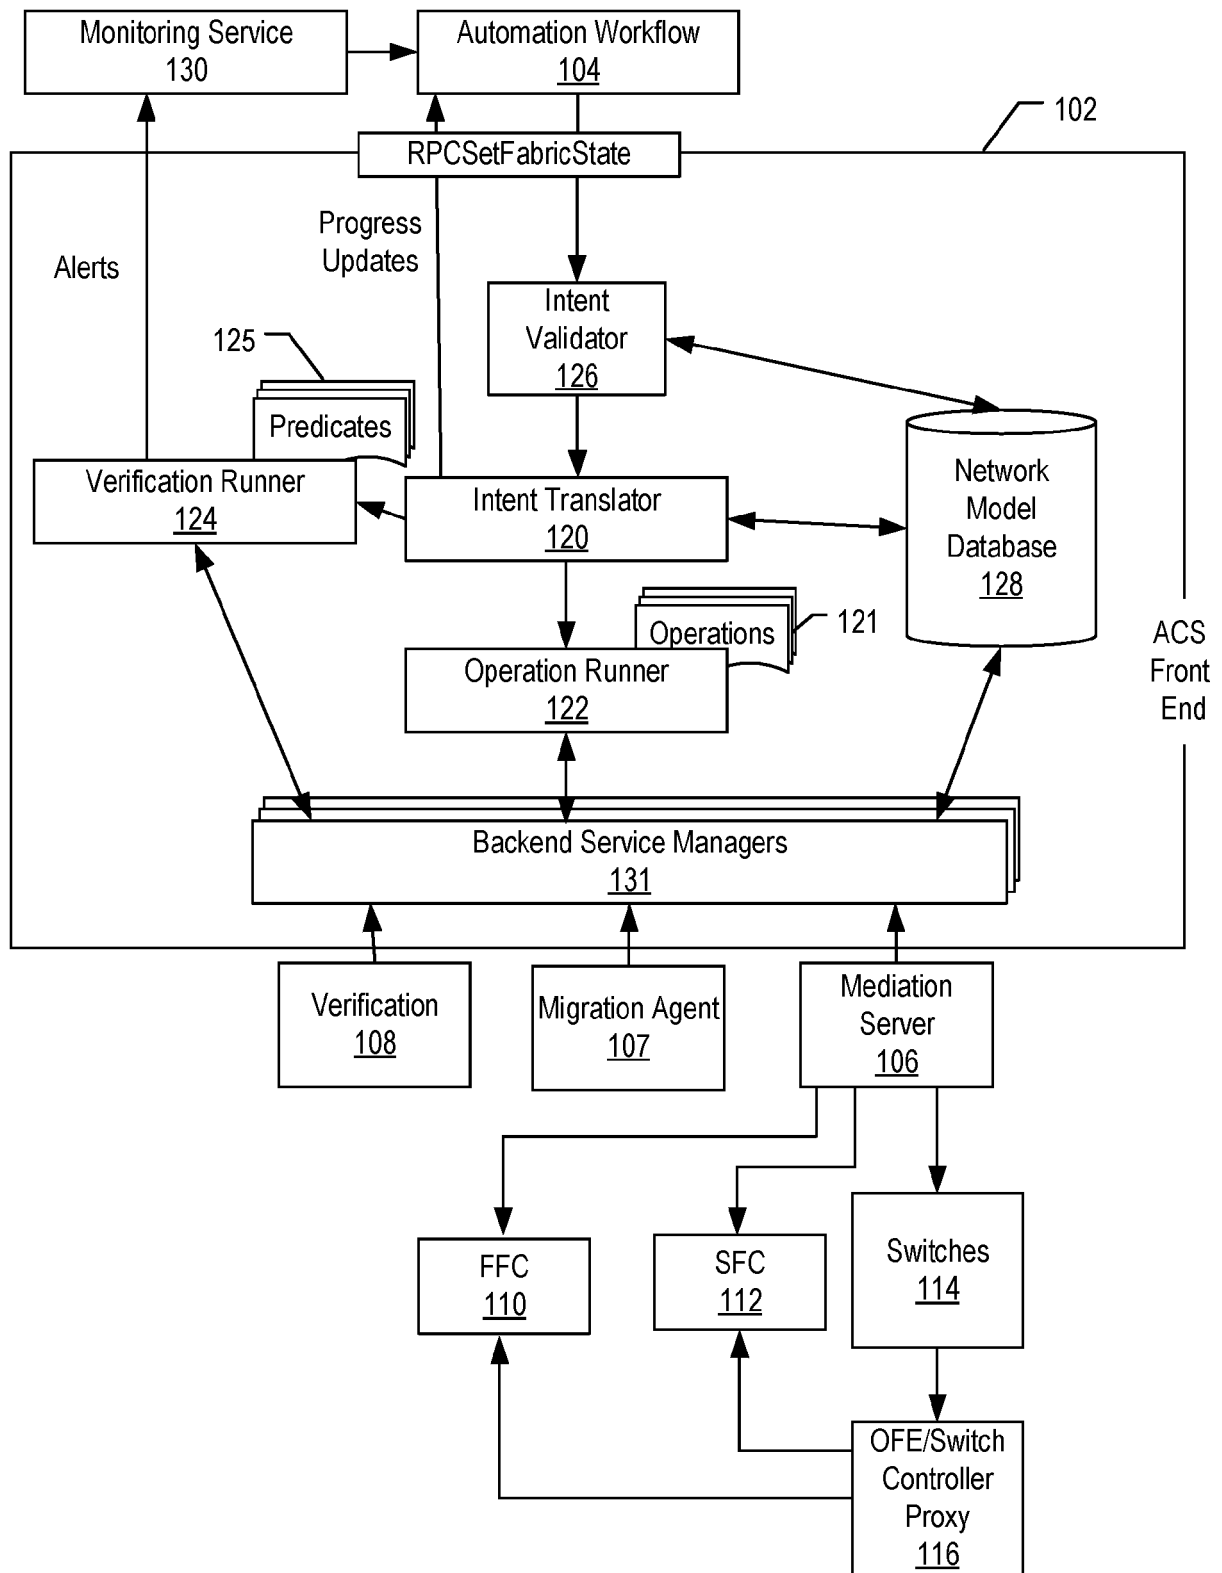 Monitoring Service
130
Automation Workflow
104
102
RPCSetFabricState
Progress
Updates
Alerts
Intent
Validator
126
125
Predicates
Verification Runner
124
Intent Translator
120
Network
Model
Database
128
Operations
121
Operation Runner
122
ACS
Front
End
Backend Service Managers
131
Verification
108
Migration Agent
107
Mediation
Server
106
FFC
110
SFC
112
Switches
114
OFE/Switch
Controller
Proxy
116